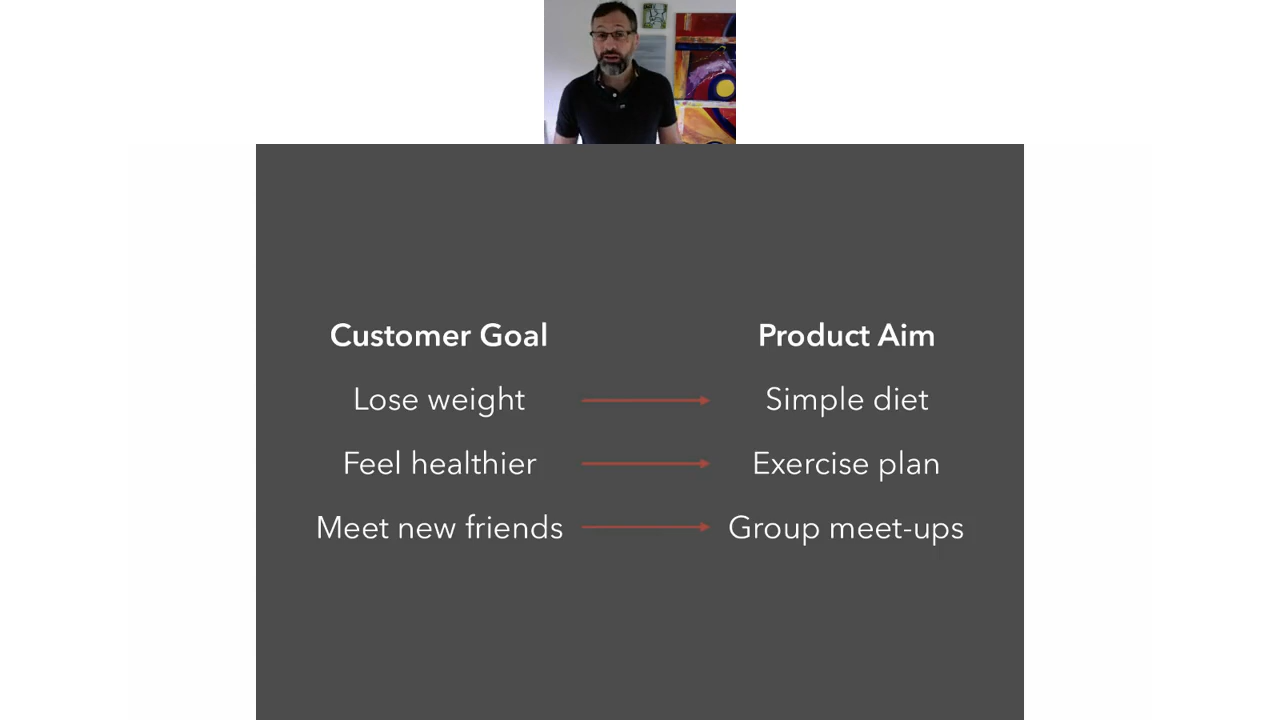 Customer Goal Product Aim
Lose weight Simple diet
Feel healthier Exercise plan
Meet new friends Group meet-ups